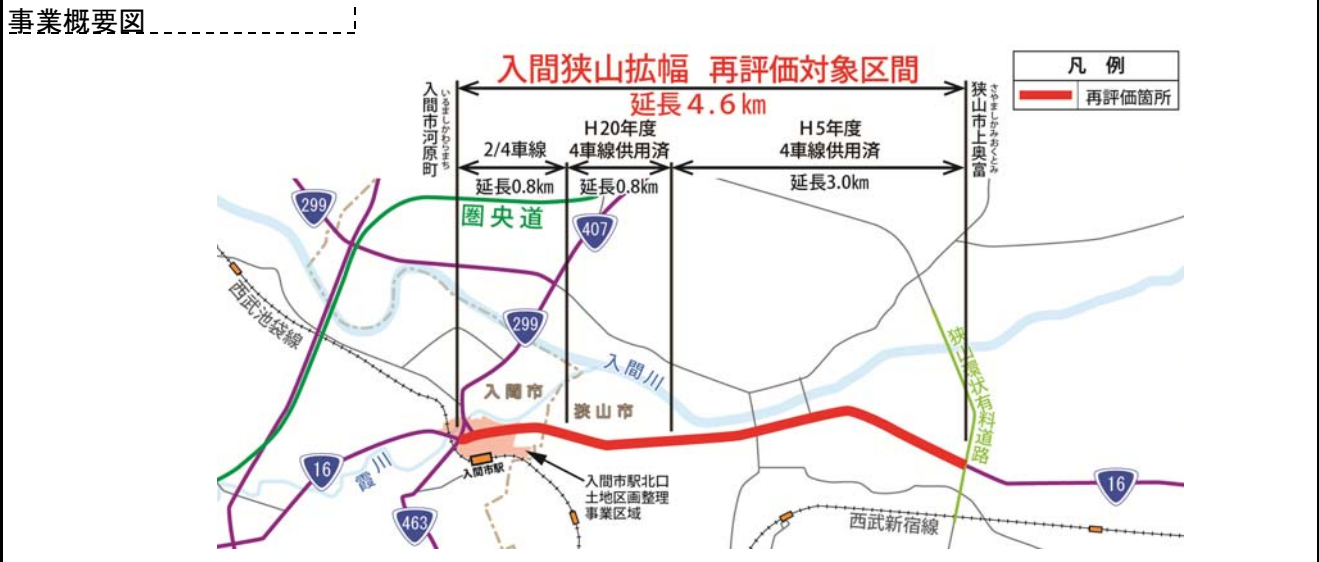 事業概要図
入間狭山拡幅 再評価対象区間
延長4.6㎞
凡 例
再評価箇所
入間市河原町
いるましかわらまち
狭山市上奥富
さやましかみおくとみ
2/4車線
延長0.8㎞
H20年度
4車線供用済
延長0.8㎞
H5年度
4車線供用済
延長3.0㎞
299
圏央道
407
西武池袋線
299
入間川
入間市
狭山市
狭山環状有料道路
16
霞川
入間市駅
463
入間市駅北口
土地区画整理
事業区域
西武新宿線
16